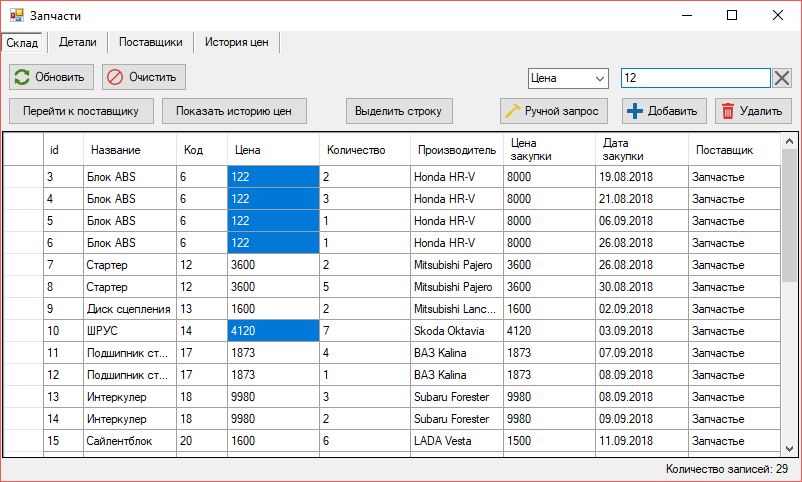 Запчасти
Склад Детали Поставщики История цен
Обновить Очистить Цена 12
Перейти к поставщику Показать историю цен Выделить строку Ручной запрос Добавить Удалить
id Название Код Цена Количество Производитель Цена закупки Дата закупки Поставщик
3 Блок ABS 6 122 2 Honda HR-V 8000 19.08.2018 Запчастье
4 Блок ABS 6 122 3 Honda HR-V 8000 21.08.2018 Запчастье
5 Блок ABS 6 122 1 Honda HR-V 8000 06.09.2018 Запчастье
6 Блок ABS 6 122 1 Honda HR-V 8000 26.08.2018 Запчастье
7 Стартер 12 3600 2 Mitsubishi Pajero 3600 26.08.2018 Запчастье
8 Стартер 12 3600 5 Mitsubishi Pajero 3600 30.08.2018 Запчастье
9 Диск сцепления 13 1600 2 Mitsubishi Lanc... 1600 02.09.2018 Запчастье
10 ШРУС 14 4120 7 Skoda Oktavia 4120 03.09.2018 Запчастье
11 Подшипник ст... 17 1873 4 ВАЗ Kalina 1873 07.09.2018 Запчастье
12 Подшипник ст... 17 1873 1 ВАЗ Kalina 1873 08.09.2018 Запчастье
13 Интеркулер 18 9980 3 Subaru Forester 9980 08.09.2018 Запчастье
14 Интеркулер 18 9980 2 Subaru Forester 9980 09.09.2018 Запчастье
15 Сайлентблок 20 1600 6 LADA Vesta 1500 11.09.2018 Запчастье
Количество записей: 29